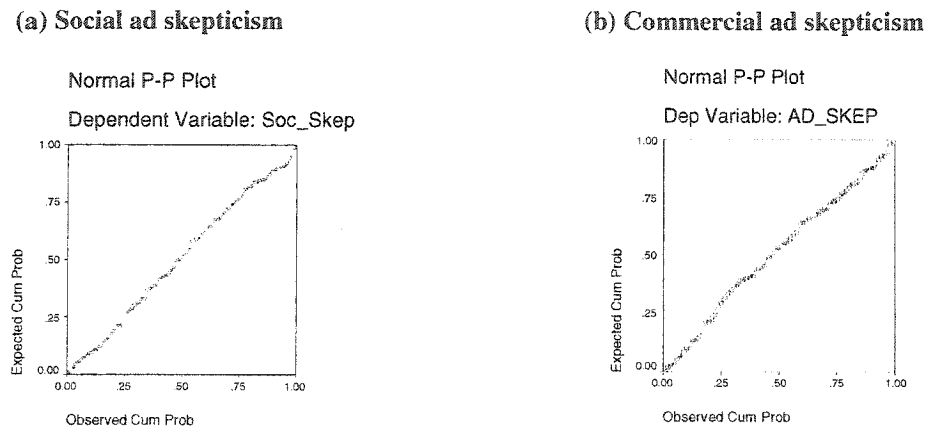 (a) Social ad skepticism
Normal P-P Plot
Dependent Variable: Soc_Skep
1.00
.75
.50
.25
0.00
Expected Cum Prob
0.00 .25 .50 .75 1.00
Observed Cum Prob
(b) Commercial ad skepticism
Normal P-P Plot
Dep Variable: AD_SKEP
1.00
.75
.50
.25
0.00
Expected Cum Prob
0.00 .25 .50 .75 1.00
Observed Cum Prob